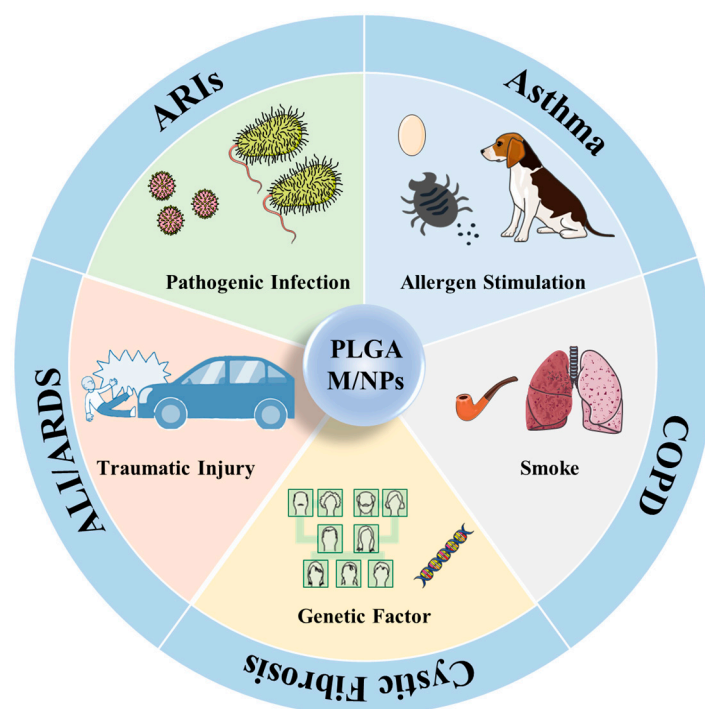 ARIs
Asthma
Pathogenic Infection
Allergen Stimulation
PLGA
M/NPs
ALI/ARDS
Traumatic Injury
Smoke
COPD
Genetic Factor
Cystic Fibrosis